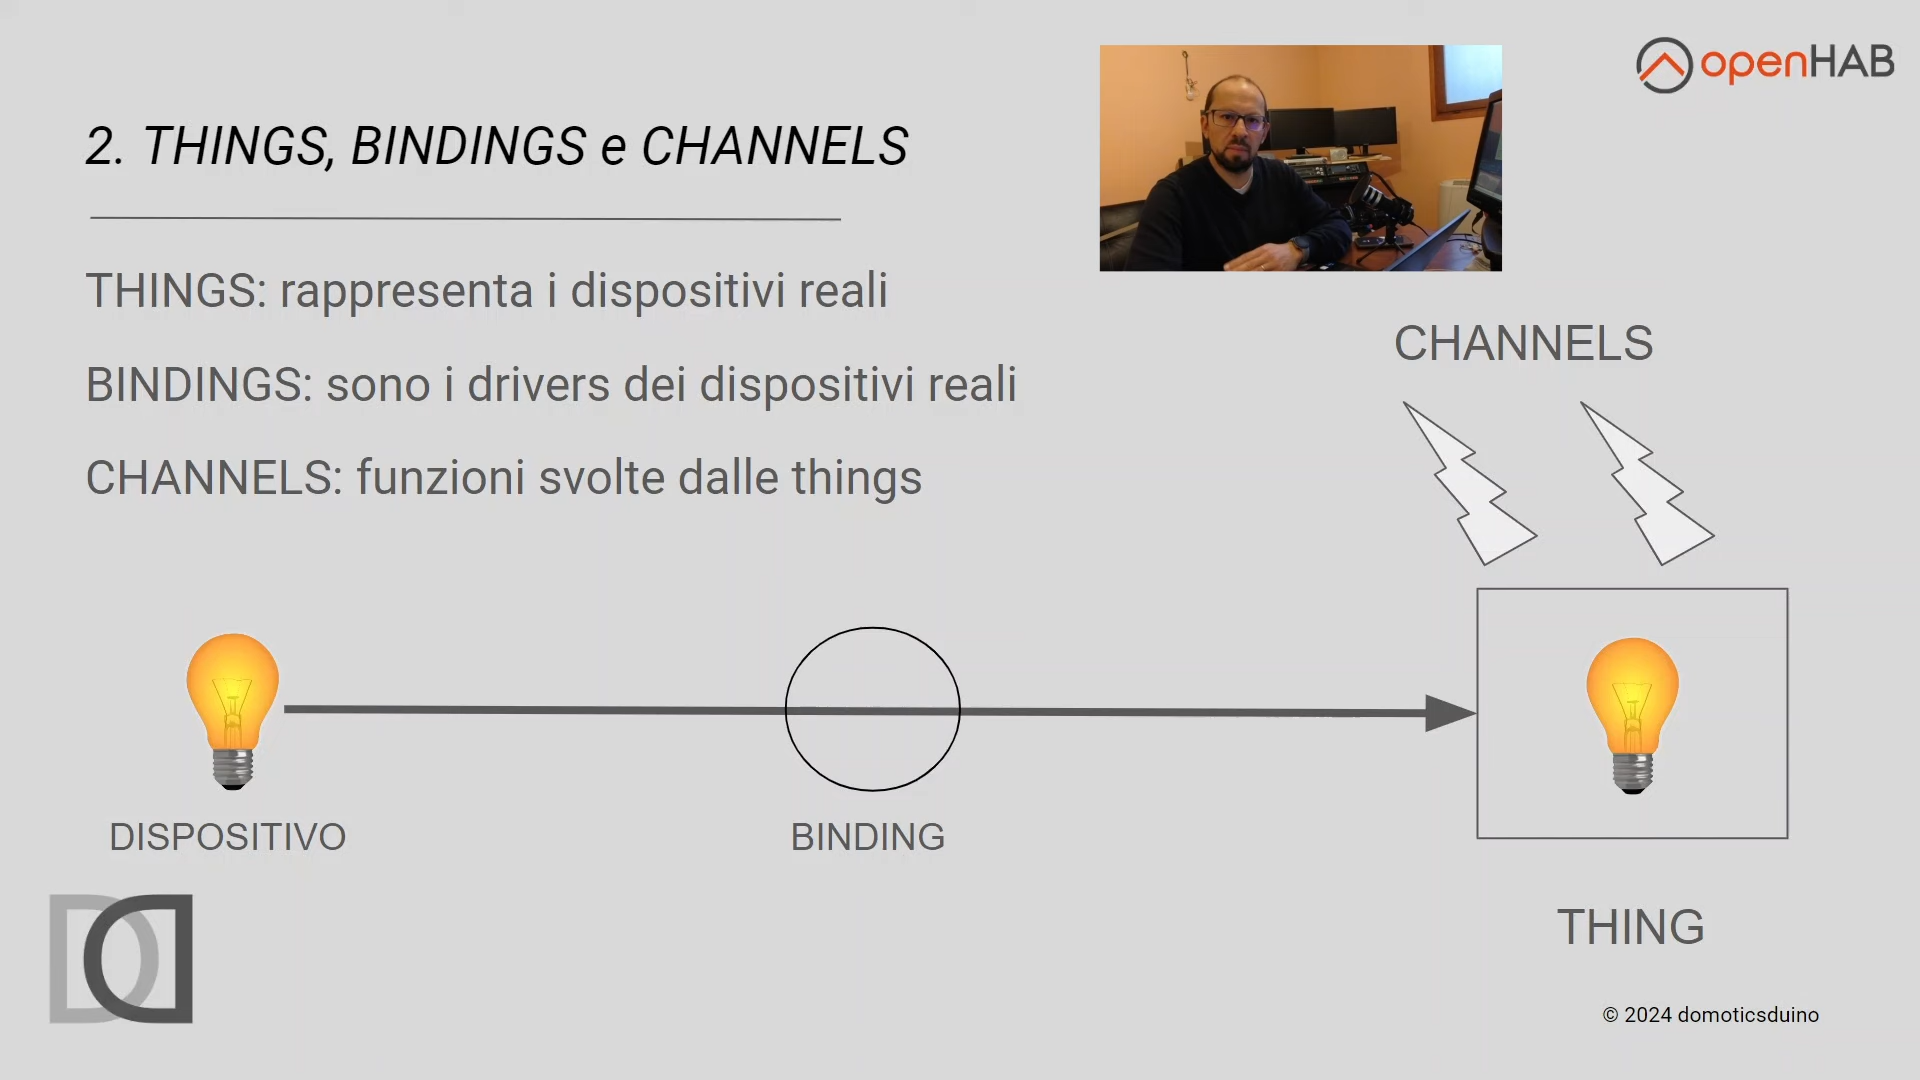 openHAB
2. THINGS, BINDINGS e CHANNELS
THINGS: rappresenta i dispositivi reali
BINDINGS: sono i drivers dei dispositivi reali
CHANNELS: funzioni svolte dalle things
CHANNELS
DISPOSITIVO
BINDING
THING
© 2024 domoticsduino